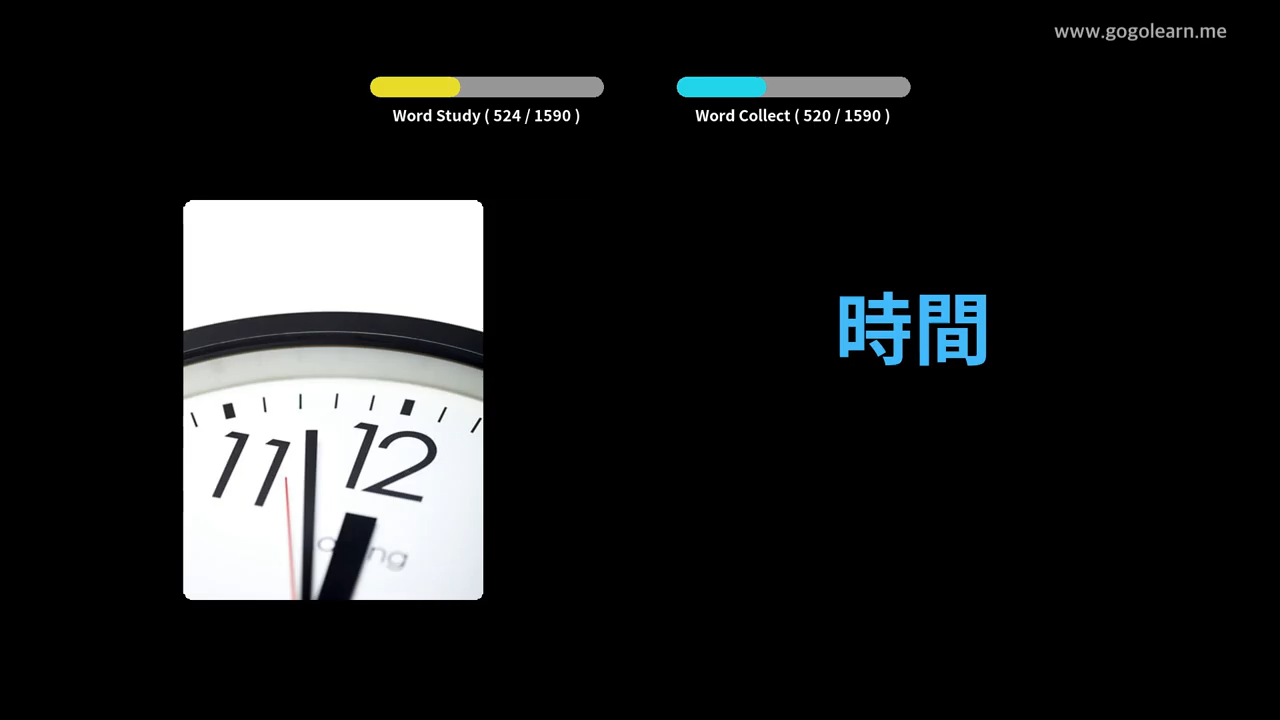 www.gogolearn.me
Word Study ( 524 / 1590 )
Word Collect ( 520 / 1590 )
時間
11
12